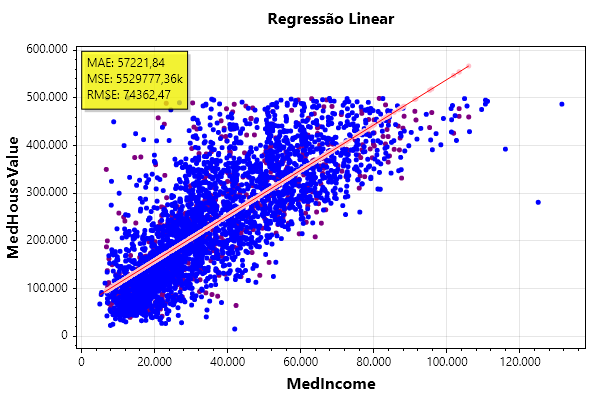 Regressão Linear
MAE: 57221,84
MSE: 5529777,36k
RMSE: 74362,47
600.000
500.000
400.000
300.000
200.000
100.000
0
MedHouseValue
0 20.000 40.000 60.000 80.000 100.000 120.000
MedIncome